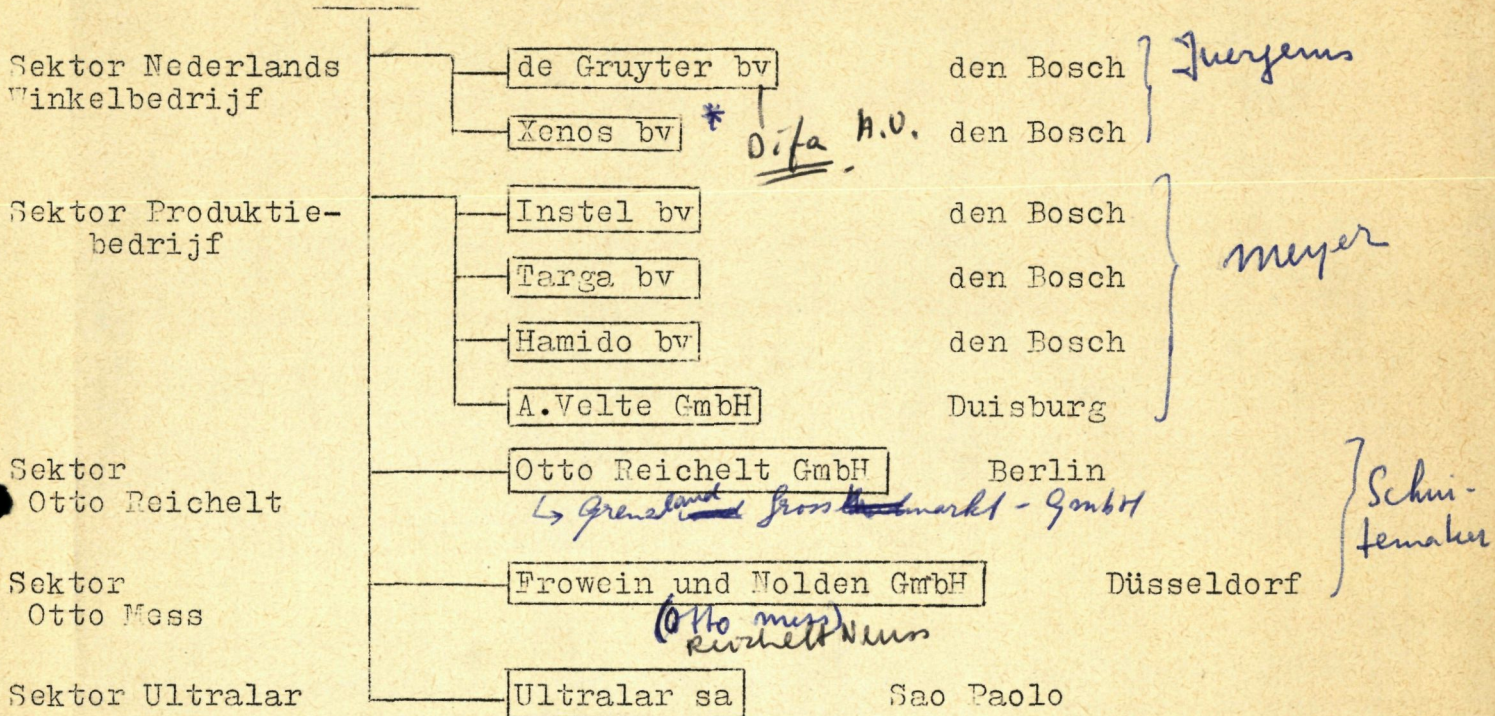 Sektor Nederlands Winkelbedrijf de Gruyter bv den Bosch Juergens
Xenos bv * Difa A.V. den Bosch
Sektor Produktie-
bedrijf
Instel bv den Bosch
Targa bv den Bosch
Hamido bv den Bosch
A.Velte GmbH Duisburg
meyer
Sektor
Otto Reichelt
Otto Reichelt GmbH Berlin
↳ Grensland Grossmarkt - GmbH
Schui-
temaker
Sektor
Otto Mess
Frowein und Nolden GmbH Düsseldorf
(Otto mess)
Reichelt Neuss
Sektor Ultralar Ultralar sa Sao Paolo